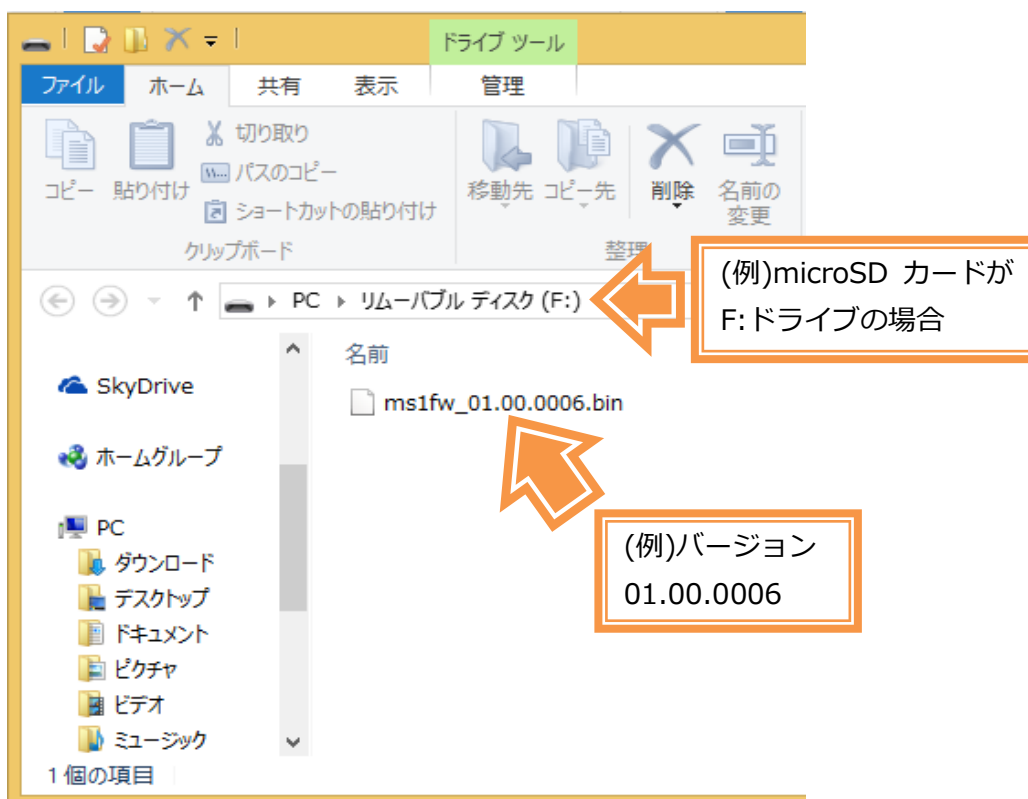 ドライブ ツール
ファイル ホーム 共有 表示 管理
コピー
貼り付け
切り取り
パスのコピー
ショートカットの貼り付け
移動先 コピー先
削除
名前の
変更
クリップボード
整理
(例)microSD カードが
F:ドライブの場合
PC リムーバブル ディスク (F:)
名前
SkyDrive
ms1fw_01.00.0006.bin
ホームグループ
(例)バージョン
01.00.0006
PC
ダウンロード
デスクトップ
ドキュメント
ピクチャ
ビデオ
ミュージック
1 個の項目